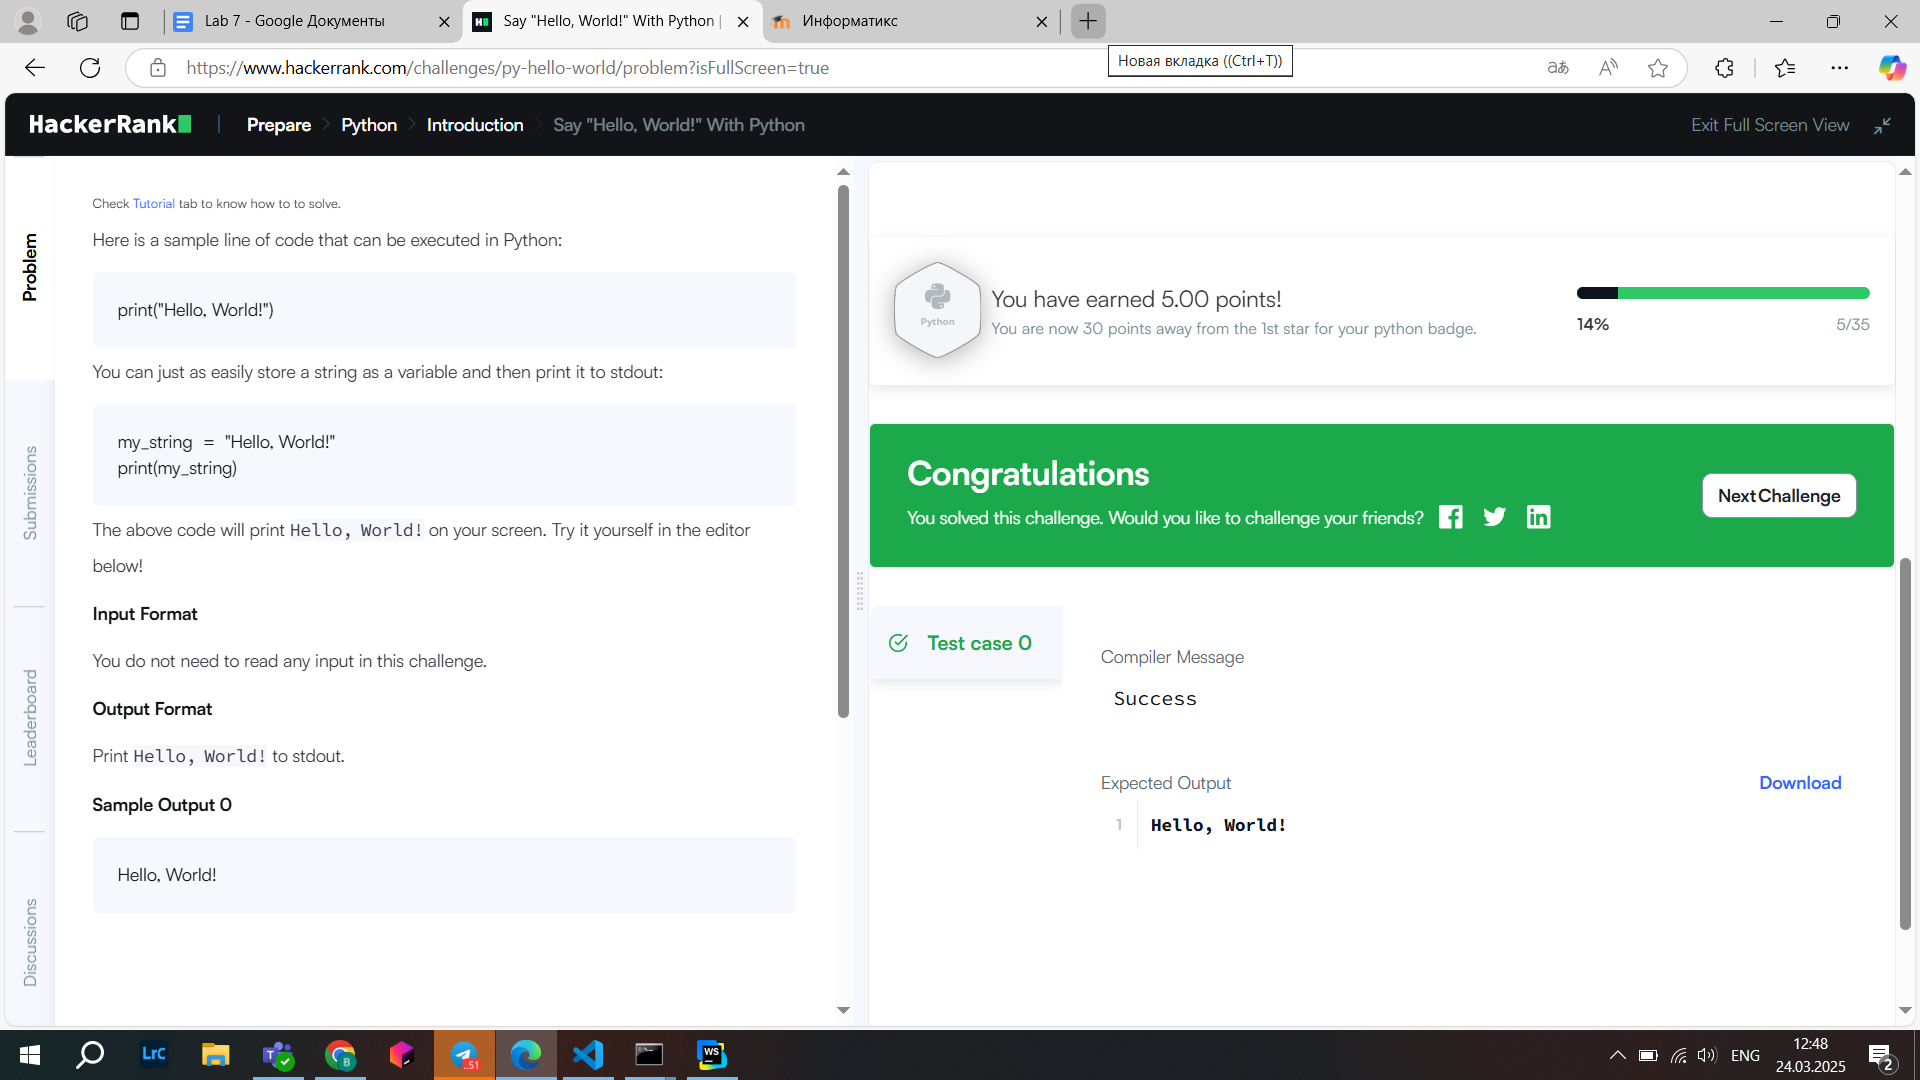 Lab 7 - Google Документы
Say "Hello, World!" With Python |
Информатикс
https://www.hackerrank.com/challenges/py-hello-world/problem?isFullScreen=true
Новая вкладка ((Ctrl+T))
HackerRank
Prepare
Python
Introduction
Say "Hello, World!" With Python
Exit Full Screen View
Problem
Submissions
Leaderboard
Discussions
Check Tutorial tab to know how to to solve.
Here is a sample line of code that can be executed in Python:
print("Hello, World!")
You can just as easily store a string as a variable and then print it to stdout:
my_string = "Hello, World!"
print(my_string)
The above code will print Hello, World! on your screen. Try it yourself in the editor
below!
Input Format
You do not need to read any input in this challenge.
Output Format
Print Hello, World! to stdout.
Sample Output 0
Hello, World!
Python
You have earned 5.00 points!
You are now 30 points away from the 1st star for your python badge.
14%
5/35
Congratulations
You solved this challenge. Would you like to challenge your friends?
Next Challenge
Test case 0
Compiler Message
Success
Expected Output
Download
1
Hello, World!
LrC
..51
WS
ENG
12:48
24.03.2025
2